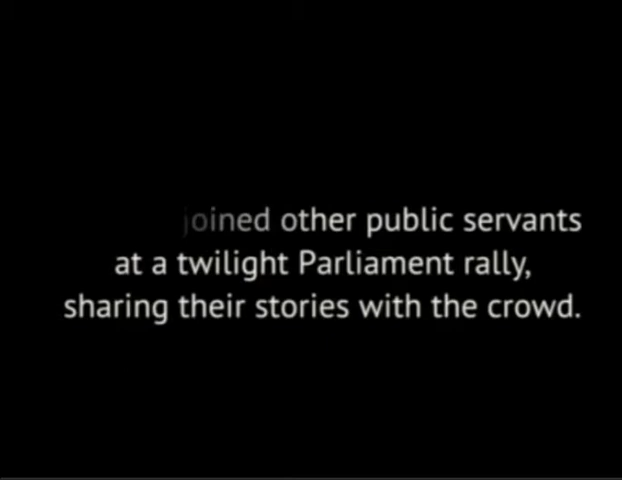 joined other public servants
at a twilight Parliament rally,
sharing their stories with the crowd.